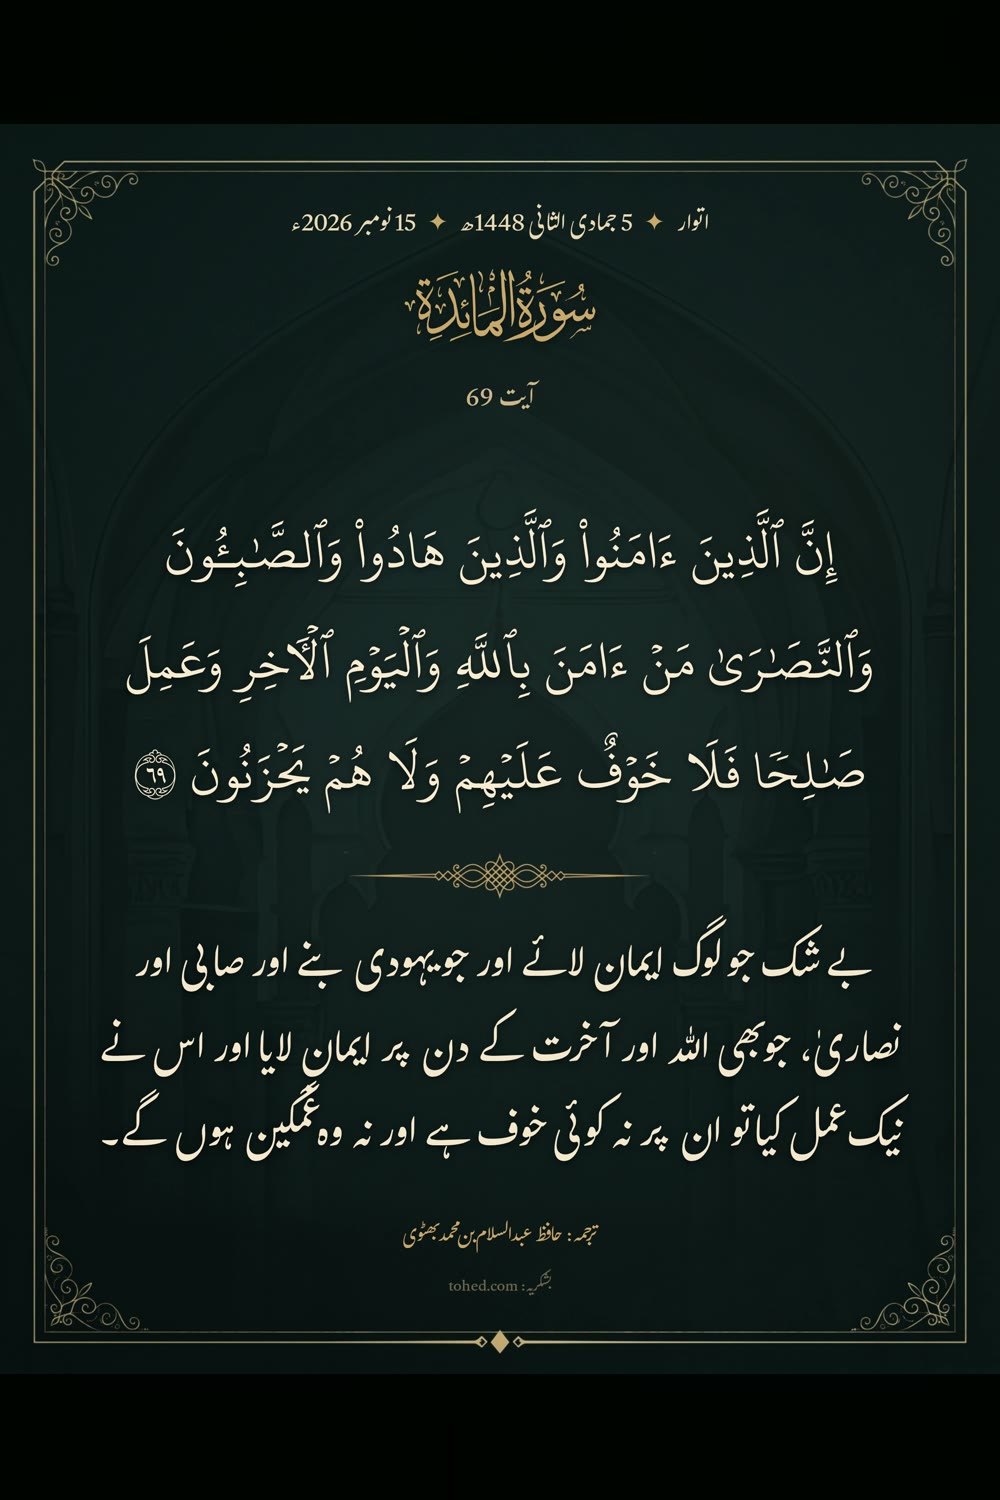 اتوار ✦ 5 جمادی الثانی 1448ھ ✦ 15 نومبر 2026ء
سُورَةُ الْمَائِدَةِ
آیت 69
إِنَّ ٱلَّذِينَ ءَامَنُوا۟ وَٱلَّذِينَ هَادُوا۟ وَٱلصَّـٰبِـُٔونَ
وَٱلنَّصَـٰرَىٰ مَنْ ءَامَنَ بِٱللَّهِ وَٱلْيَوْمِ ٱلْـَٔاخِرِ وَعَمِلَ
صَـٰلِحًا فَلَا خَوْفٌ عَلَيْهِمْ وَلَا هُمْ يَحْزَنُونَ ٦٩
بے شک جو لوگ ایمان لائے اور جو یہودی بنے اور صابی اور
نصاریٰ، جو بھی اللہ اور آخرت کے دن پر ایمان لایا اور اس نے
نیک عمل کیا تو ان پر نہ کوئی خوف ہے اور نہ وہ غمگین ہوں گے۔
ترجمہ: حافظ عبدالسلام بن محمد بھٹوی
بشکریہ: tohed.com